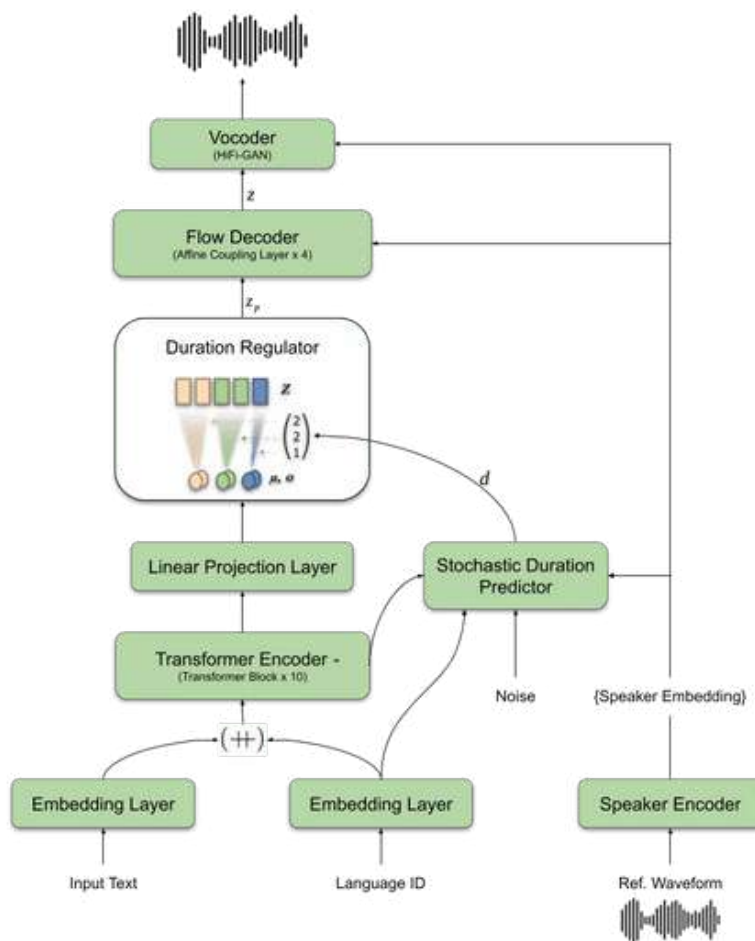 Vocoder
(HiFi-GAN)
z
Flow Decoder
(Affine Coupling Layer x 4)
z_p
Duration Regulator
z
2
2
1
μ, σ
d
Linear Projection Layer
Stochastic Duration
Predictor
Transformer Encoder -
(Transformer Block x 10)
Noise
{Speaker Embedding}
(++)
Embedding Layer
Embedding Layer
Speaker Encoder
Input Text
Language ID
Ref. Waveform